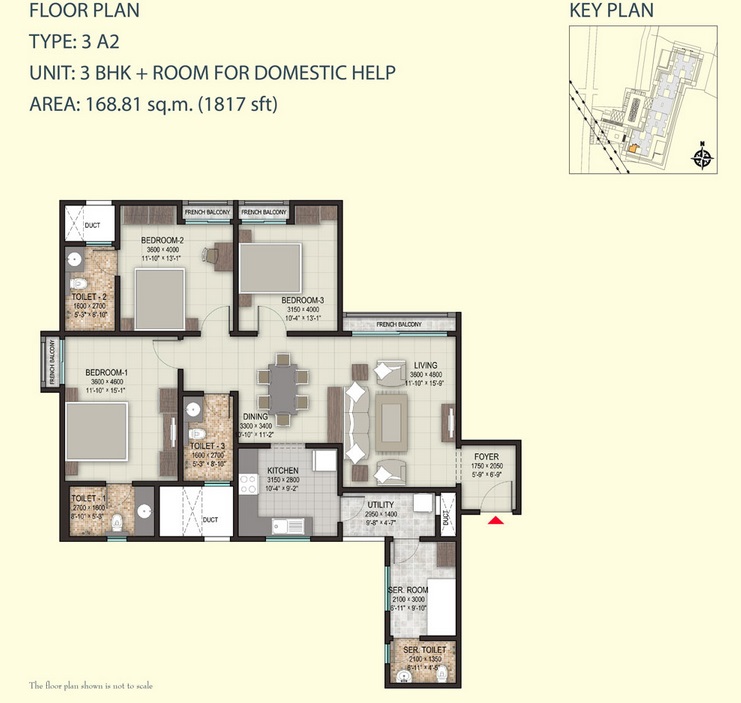 FLOOR PLAN
KEY PLAN
TYPE: 3 A2
UNIT: 3 BHK + ROOM FOR DOMESTIC HELP
AREA: 168.81 sq.m. (1817 sft)
N
FRENCH BALCONY
FRENCH BALCONY
DUCT
BEDROOM-2
3600 x 4000
11'-10" x 13'-1"
TOILET - 2
1600 x 2700
5'-3" x 8'-10"
BEDROOM-3
3150 x 4000
10'-4" x 13'-1"
FRENCH BALCONY
FRENCH BALCONY
BEDROOM-1
3600 x 4600
11'-10" x 15'-1"
LIVING
3600 x 4800
11'-10" x 15'-9"
DINING
3300 x 3400
0'-10" x 11'-2"
TOILET - 3
1600 x 2700
5'-3" x 8'-10"
FOYER
1750 x 2050
5'-9" x 6'-9"
KITCHEN
3150 x 2800
10'-4" x 9'-2"
TOILET - 1
2700 x 1600
8'-10" x 5'-3"
DUCT
UTILITY
2950 x 1400
9'-8" x 4'-7"
DUCT
SER. ROOM
2100 x 3000
6'-11" x 9'-10"
SER. TOILET
2100 x 1350
6'-11" x 4'-5"
The floor plan shown is not to scale